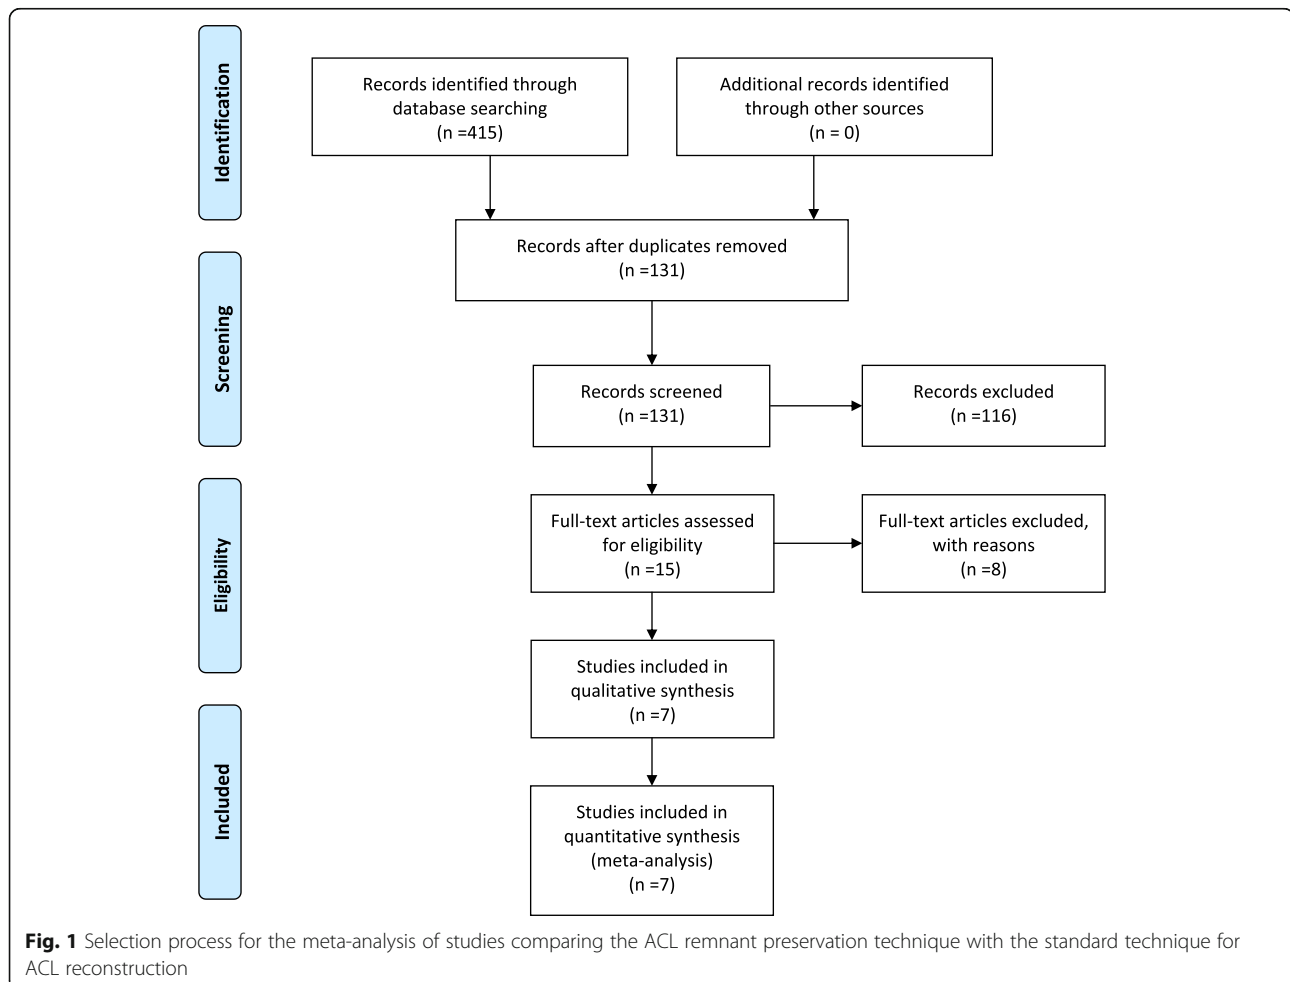 Identification
Records identified through
database searching
(n =415)
Additional records identified
through other sources
(n = 0)
Records after duplicates removed
(n =131)
Screening
Records screened
(n =131)
Records excluded
(n =116)
Eligibility
Full-text articles assessed
for eligibility
(n =15)
Full-text articles excluded,
with reasons
(n =8)
Studies included in
qualitative synthesis
(n =7)
Included
Studies included in
quantitative synthesis
(meta-analysis)
(n =7)
Fig. 1 Selection process for the meta-analysis of studies comparing the ACL remnant preservation technique with the standard technique for
ACL reconstruction